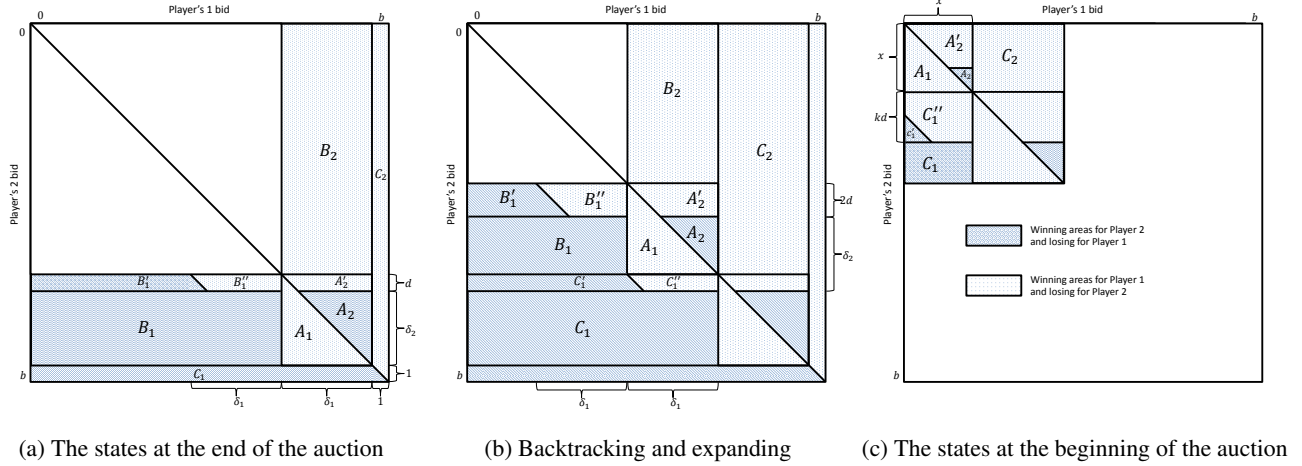 Player's 1 bid
0
b
0
Player's 2 bid
B₂
C₂
B₁′
B₁′′
A₂′
d
B₁
A₁
A₂
δ₂
C₁
1
b
δ₁
δ₁
1
(a) The states at the end of the auction
Player's 1 bid
0
b
0
B₂
C₂
B₁′
B₁′′
A₂′
2d
B₁
A₁
A₂
δ₂
C₁′
C₁′′
C₁
b
δ₁
δ₁
(b) Backtracking and expanding
x
Player's 1 bid
b
x
A₂′
C₂
A₁
A₂
kd
C₁′′
C₁′
C₁
Player's 2 bid
Winning areas for Player 2
and losing for Player 1
Winning areas for Player 1
and losing for Player 2
b
(c) The states at the beginning of the auction